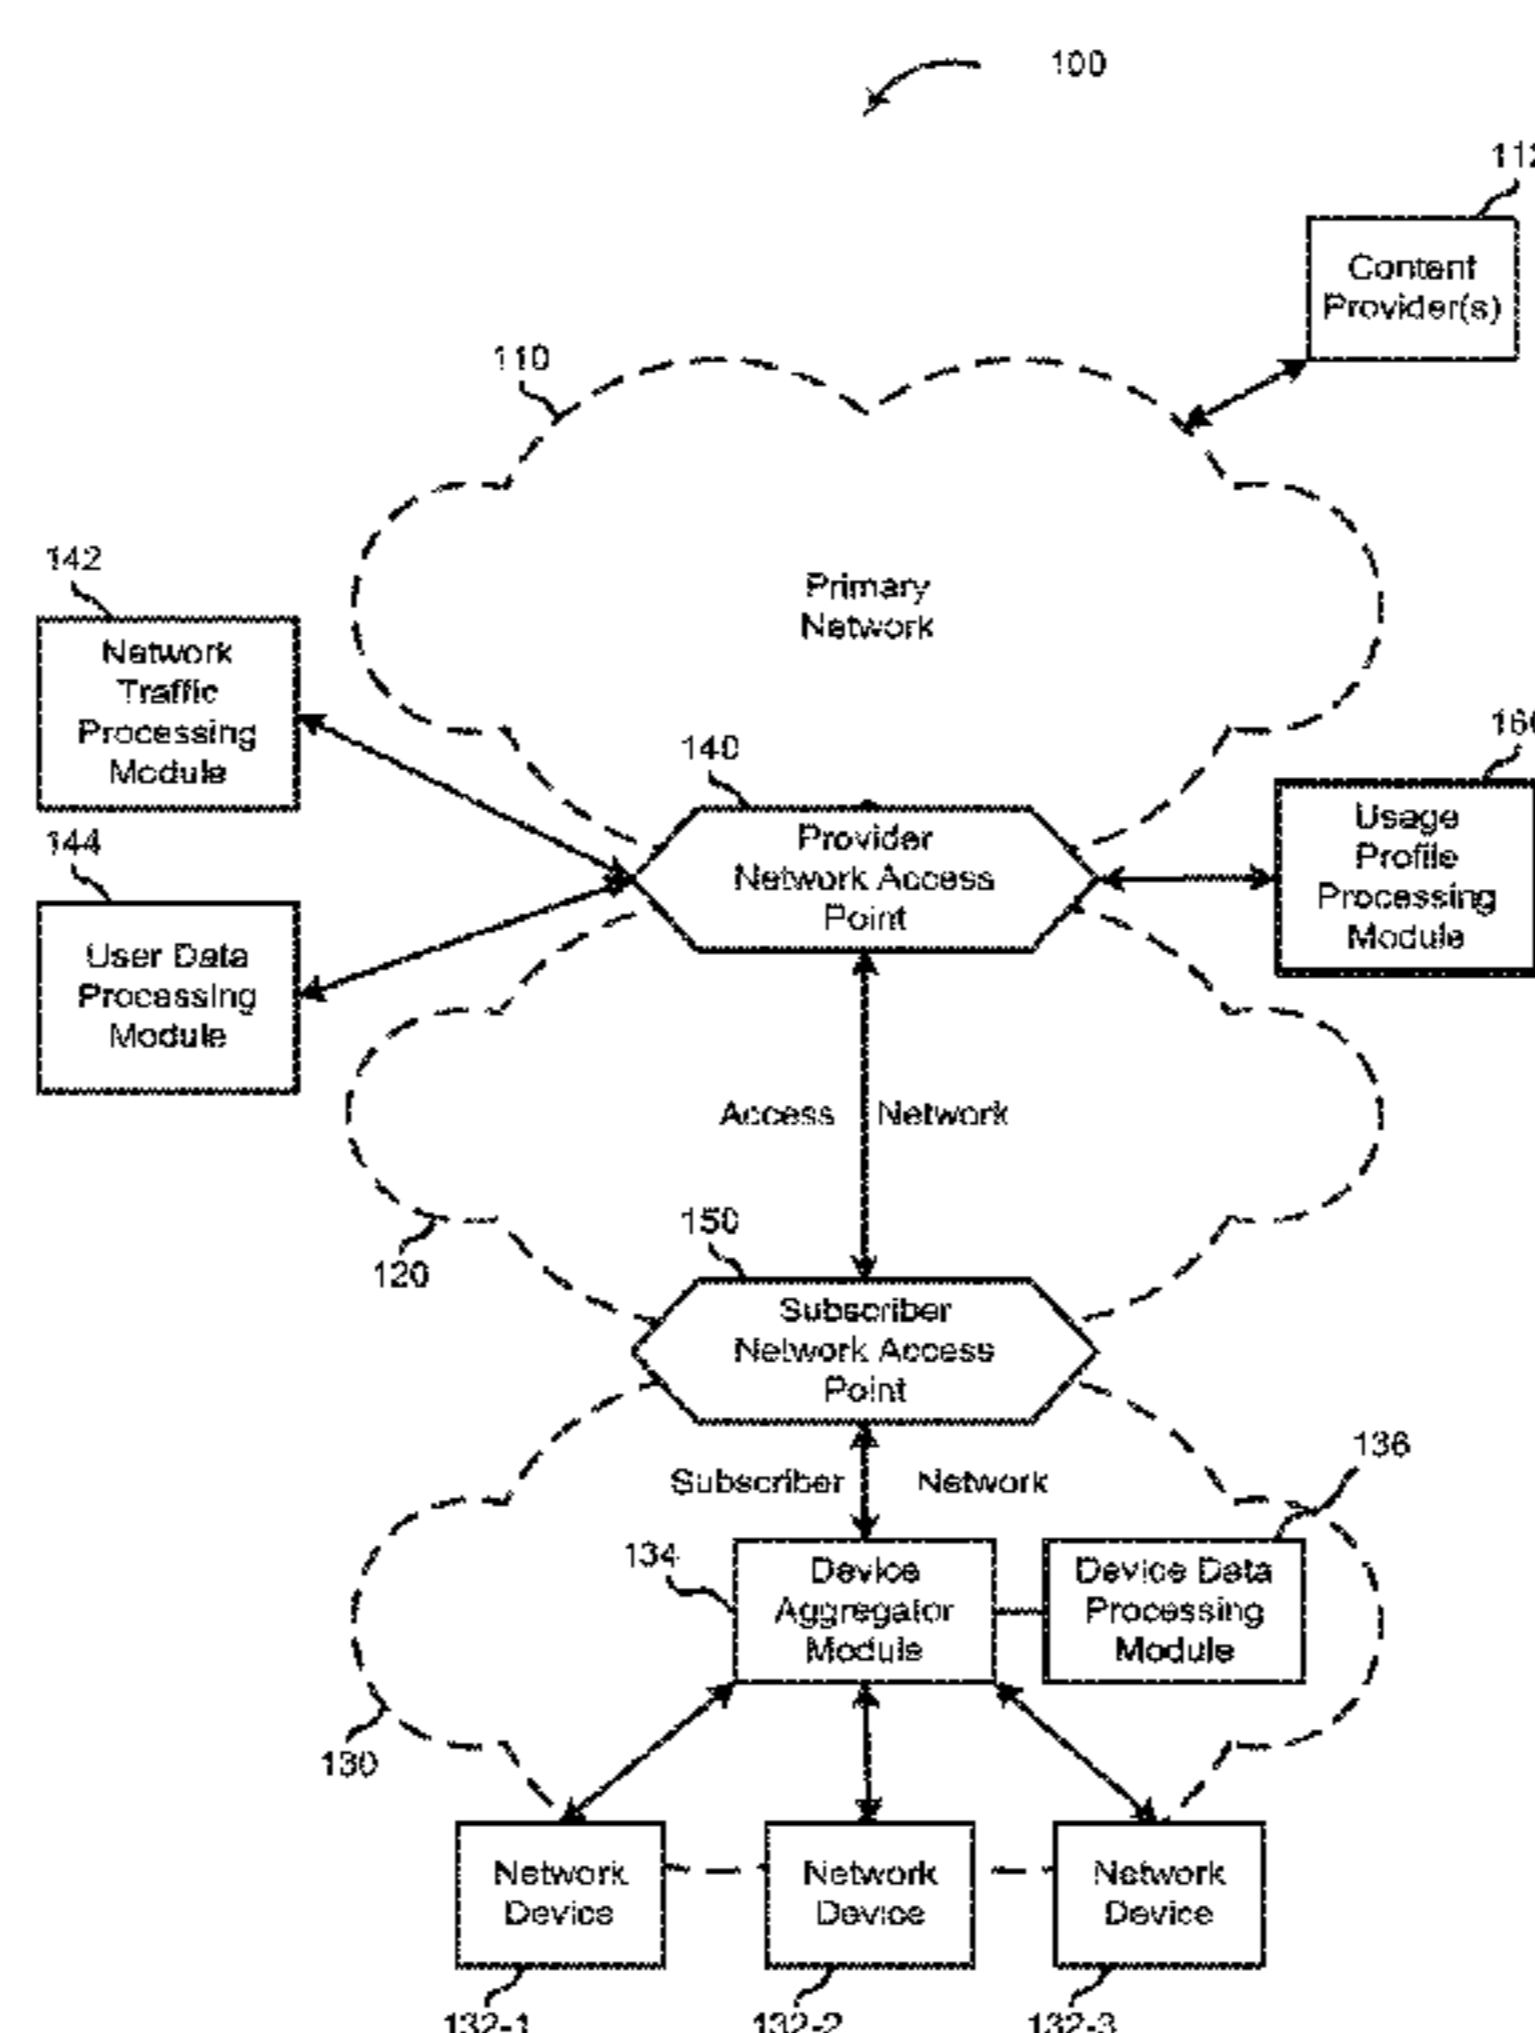 100
112
Content
Provider(s)
110
Primary
Network
142
Network
Traffic
Processing
Module
140
Provider
Network Access
Point
160
Usage
Profile
Processing
Module
144
User Data
Processing
Module
Access Network
120
150
Subscriber
Network Access
Point
Subscriber Network
136
134
Device
Aggregator
Module
Device Data
Processing
Module
130
Network
Device
Network
Device
Network
Device
132-1
132-2
132-3